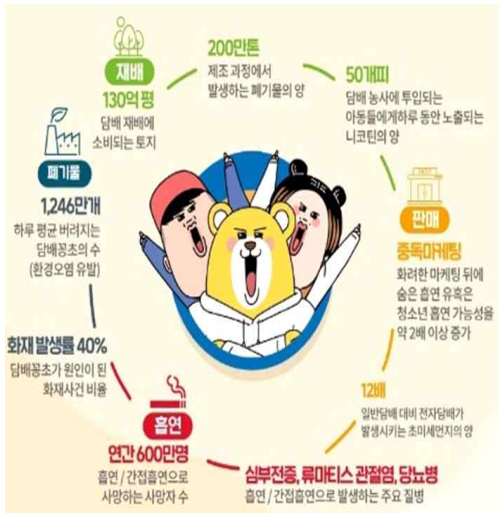 재배
130억 평
담배 재배에
소비되는 토지
200만톤
제조 과정에서
발생하는 폐기물의 양
50개피
담배 농사에 투입되는
아동들에게하루 동안 노출되는
니코틴의 양
판매
중독마케팅
화려한 마케팅 뒤에
숨은 흡연 유혹은
청소년 흡연 가능성을
약 2배 이상 증가
12배
일반담배 대비 전자담배가
발생시키는 초미세먼지의 양
심부전증, 류마티스 관절염, 당뇨병
흡연 / 간접흡연으로 발생하는 주요 질병
흡연
연간 600만명
흡연 / 간접흡연으로
사망하는 사망자 수
화재 발생률 40%
담배꽁초가 원인이 된
화재사건 비율
폐기물
1,246만개
하루 평균 버려지는
담배꽁초의 수
(환경오염 유발)